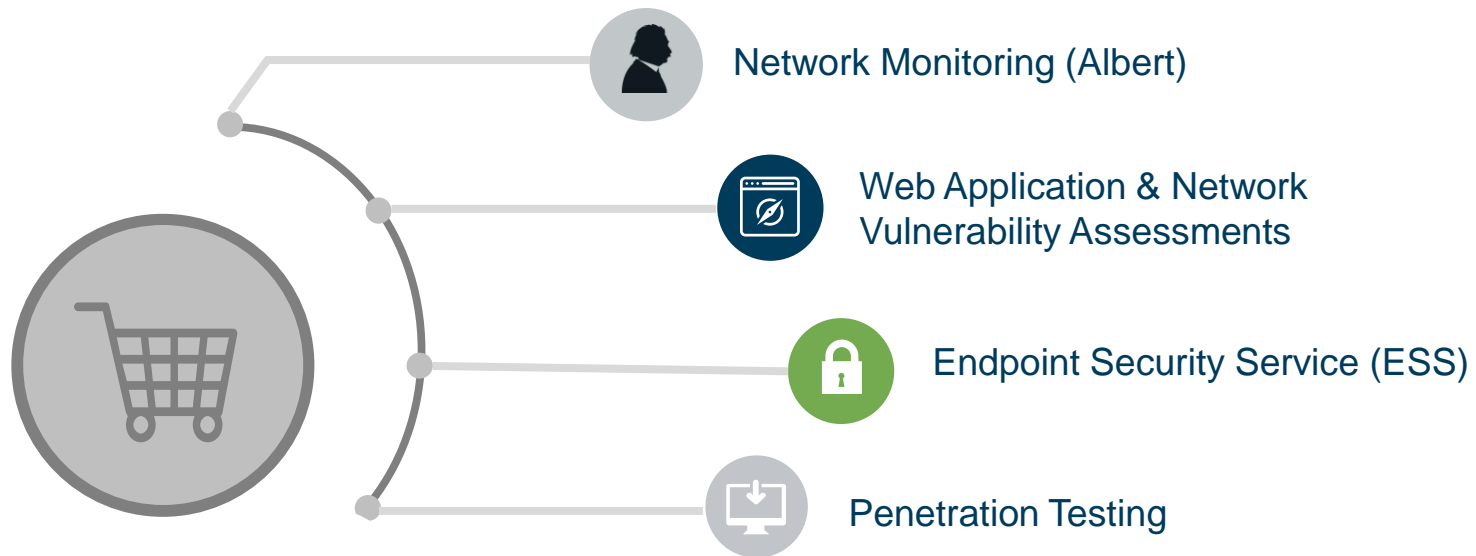 Network Monitoring (Albert)
Web Application & Network
Vulnerability Assessments
Endpoint Security Service (ESS)
Penetration Testing